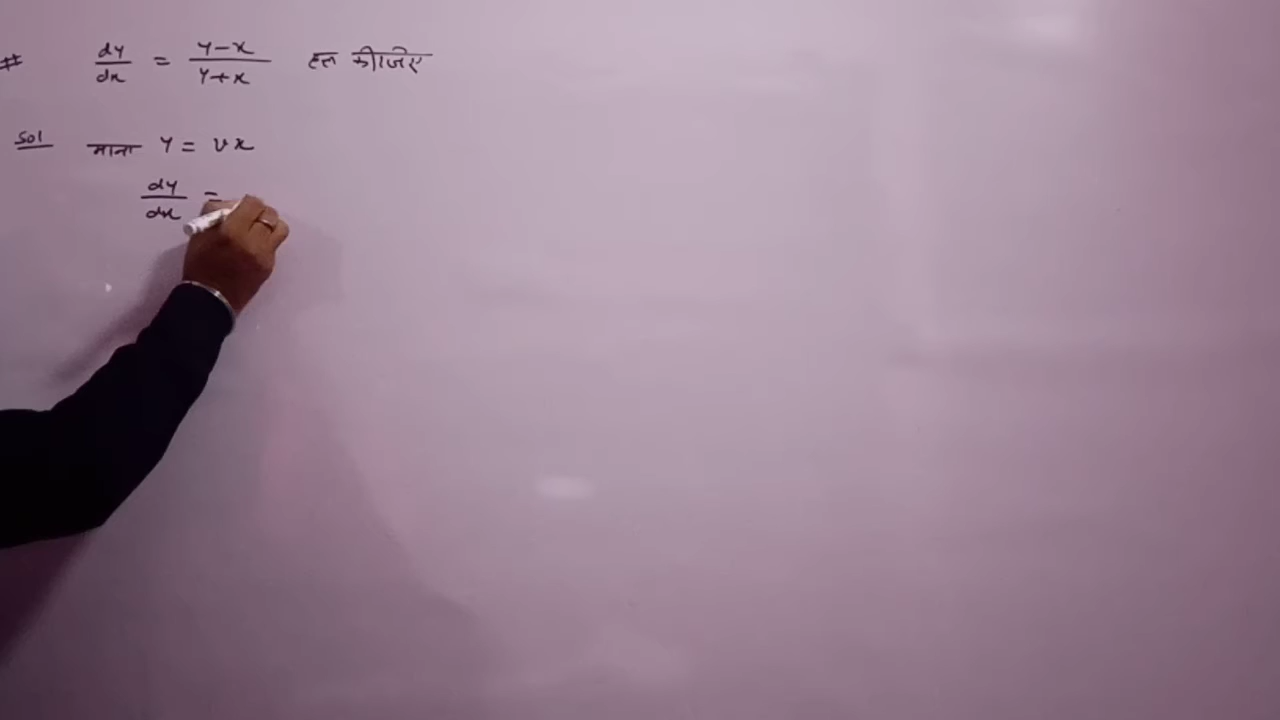 # dy/dx = y-x/y+x हल कीजिए
Sol माना y = vx
dy/dx =